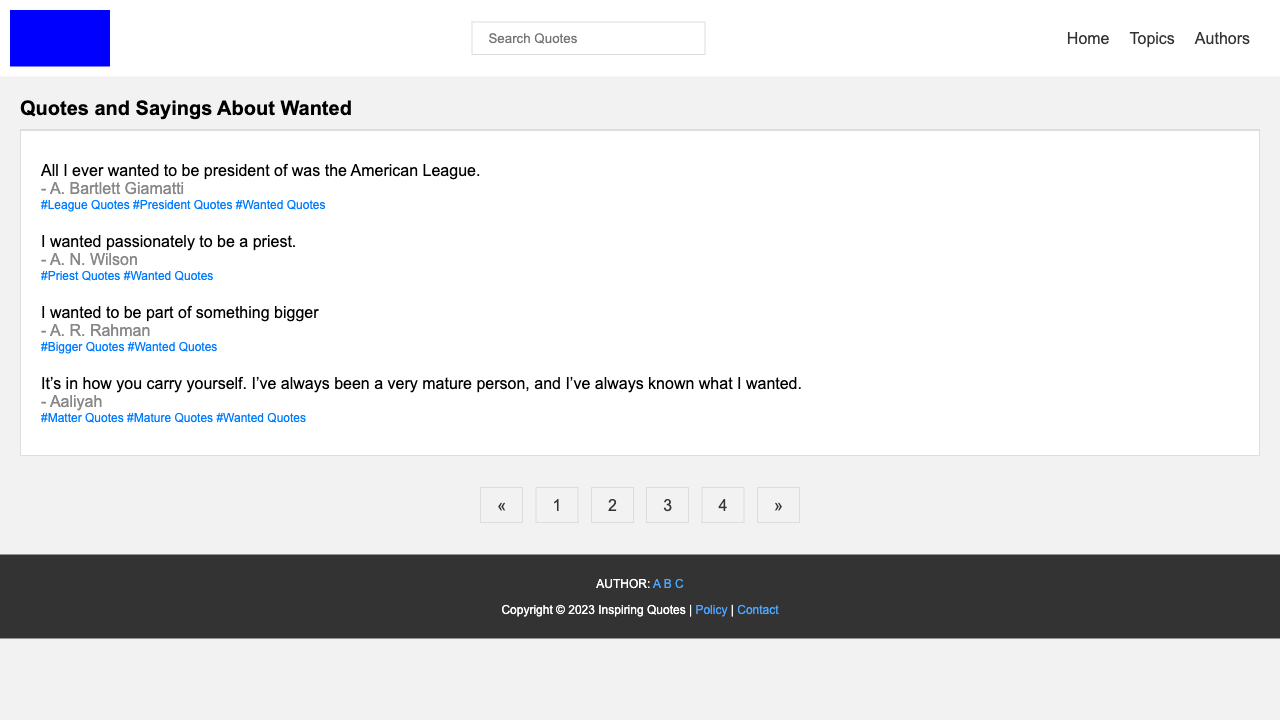 Search Quotes
Home Topics Authors
Quotes and Sayings About Wanted
All I ever wanted to be president of was the American League.
- A. Bartlett Giamatti
#League Quotes #President Quotes #Wanted Quotes
I wanted passionately to be a priest.
- A. N. Wilson
#Priest Quotes #Wanted Quotes
I wanted to be part of something bigger
- A. R. Rahman
#Bigger Quotes #Wanted Quotes
It’s in how you carry yourself. I’ve always been a very mature person, and I’ve always known what I wanted.
- Aaliyah
#Matter Quotes #Mature Quotes #Wanted Quotes
« 1 2 3 4 »
AUTHOR: A B C
Copyright © 2023 Inspiring Quotes | Policy | Contact